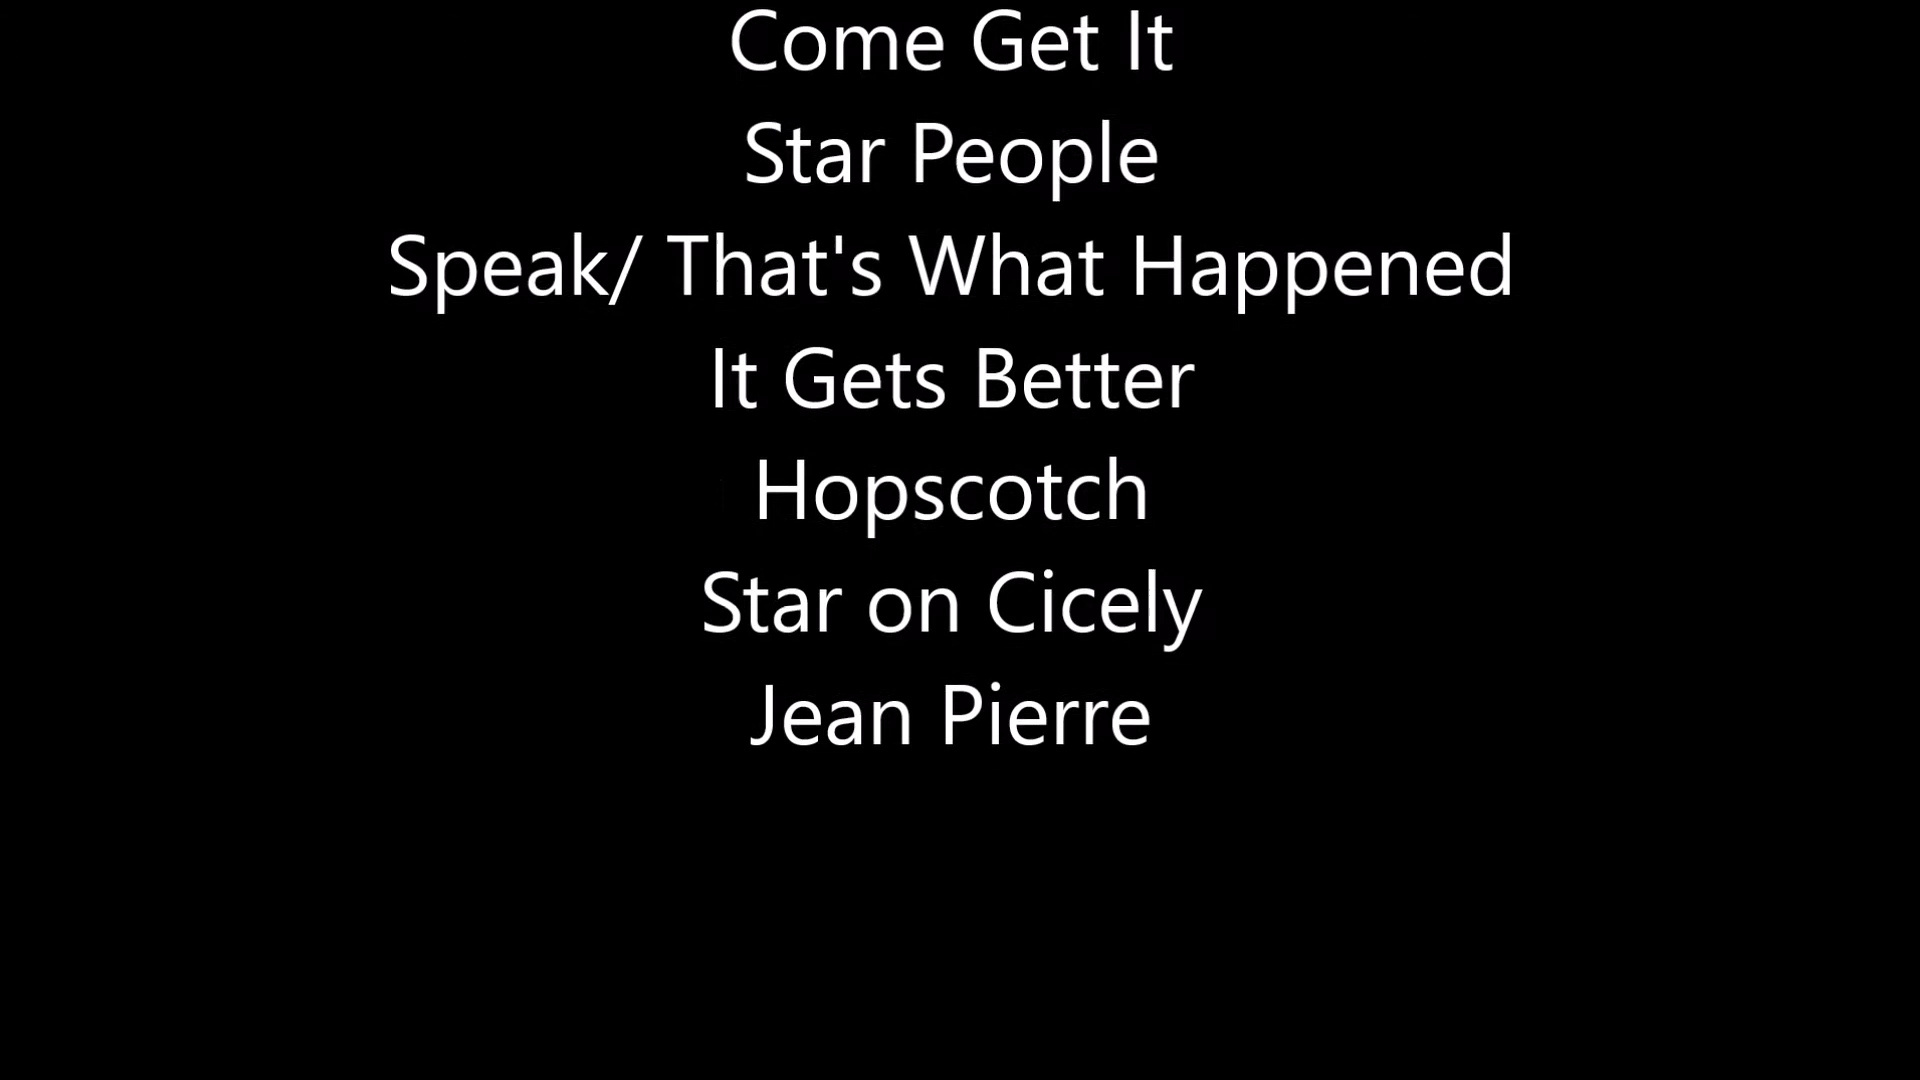 Come Get It
Star People
Speak/ That's What Happened
It Gets Better
Hopscotch
Star on Cicely
Jean Pierre